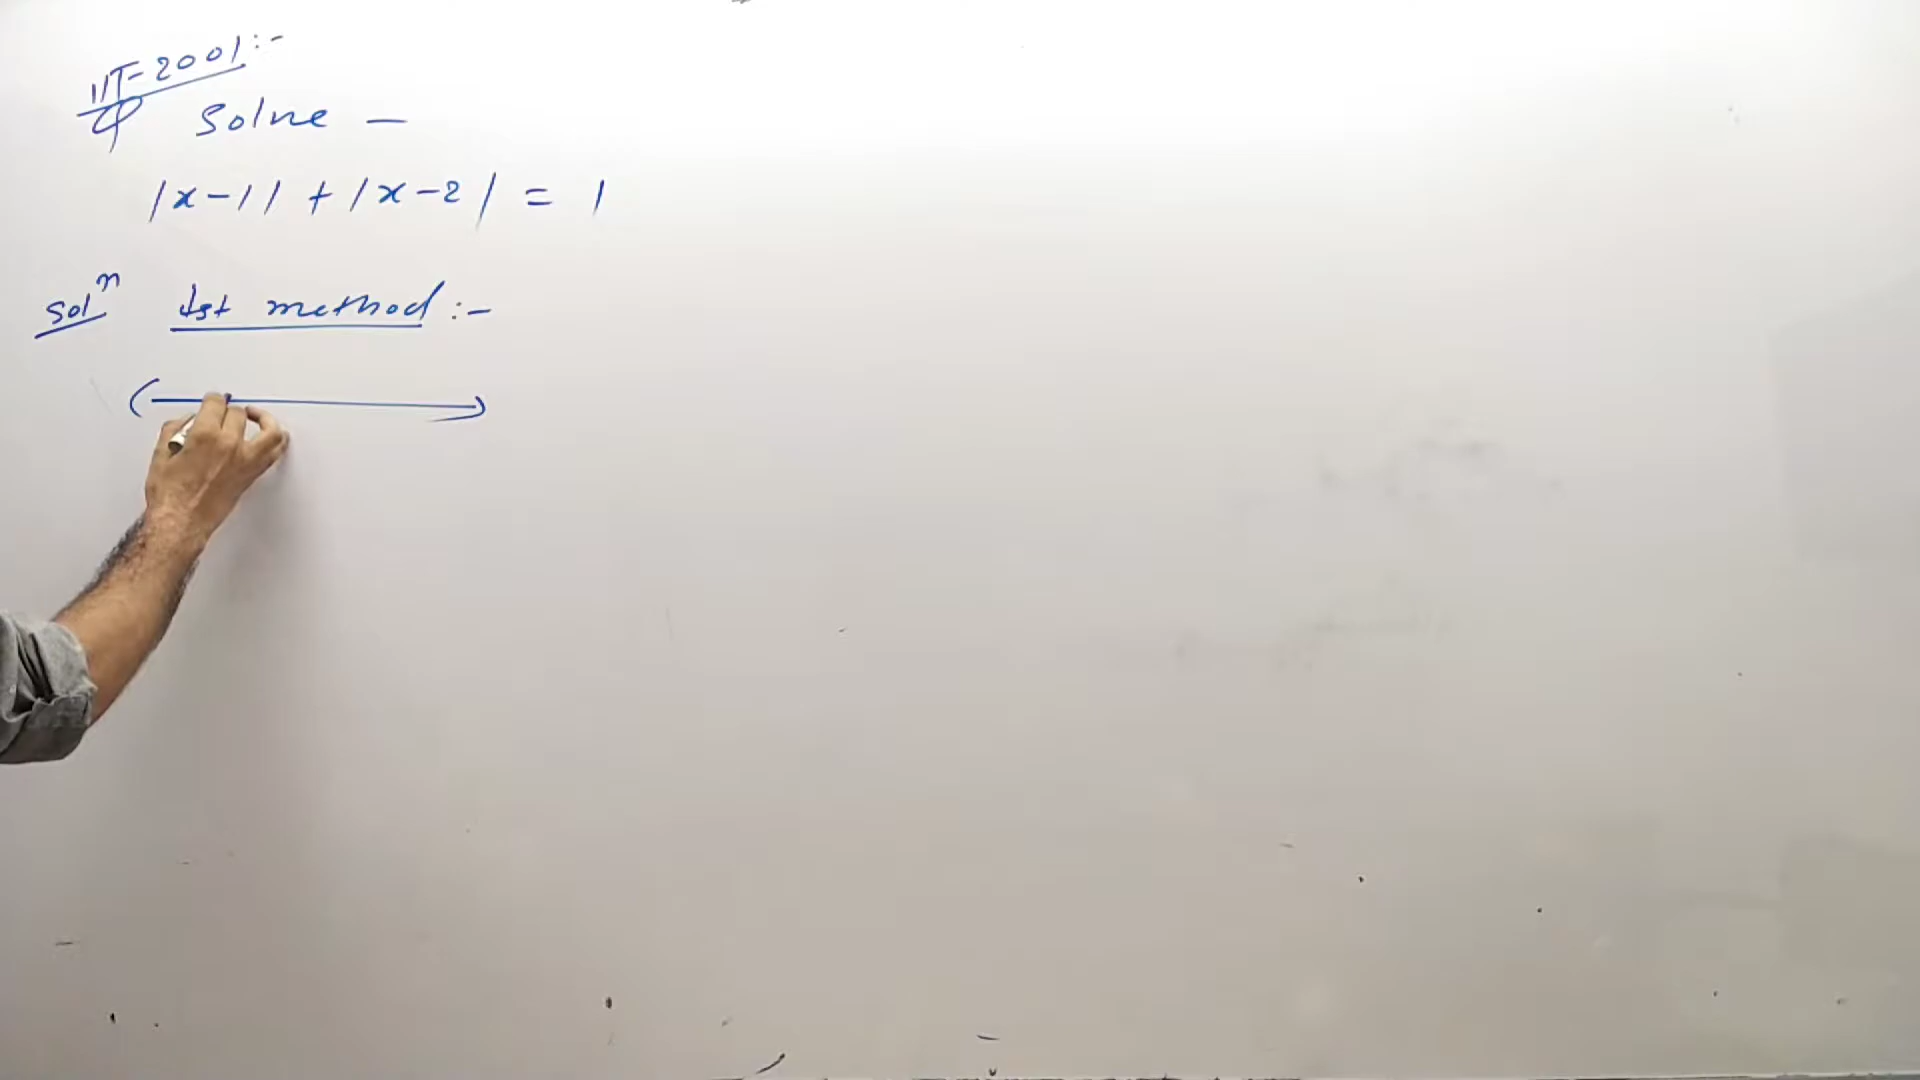 IIT-2001:-
Q Solve -
|x-1| + |x-2| = 1
Solⁿ 1st method:-